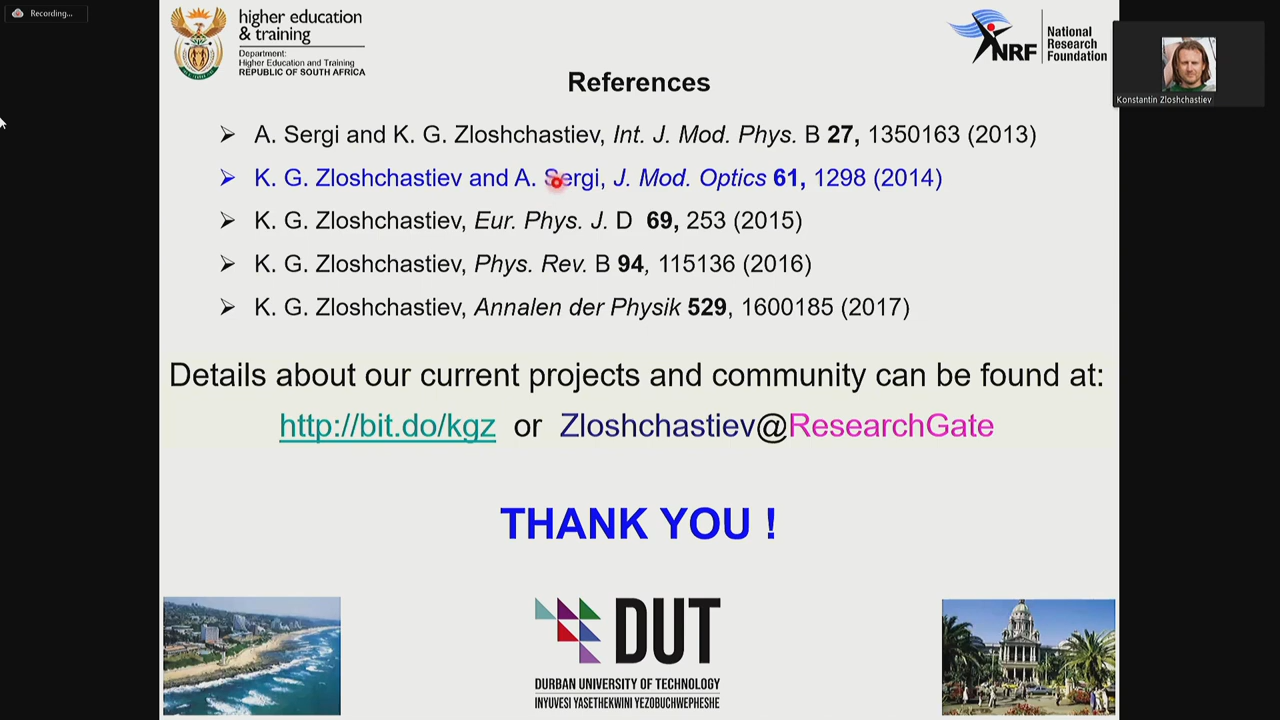 Recording...
higher education
& training
Department:
Higher Education and Training
REPUBLIC OF SOUTH AFRICA
NRF
National
Research
Foundation
Konstantin Zloshchastiev
References
➢ A. Sergi and K. G. Zloshchastiev, Int. J. Mod. Phys. B 27, 1350163 (2013)
➢ K. G. Zloshchastiev and A. Sergi, J. Mod. Optics 61, 1298 (2014)
➢ K. G. Zloshchastiev, Eur. Phys. J. D 69, 253 (2015)
➢ K. G. Zloshchastiev, Phys. Rev. B 94, 115136 (2016)
➢ K. G. Zloshchastiev, Annalen der Physik 529, 1600185 (2017)
Details about our current projects and community can be found at:
http://bit.do/kgz or Zloshchastiev@ResearchGate
THANK YOU !
DUT
DURBAN UNIVERSITY OF TECHNOLOGY
INYUVESI YASETHEKWINI YEZOBUCHWEPHESHE